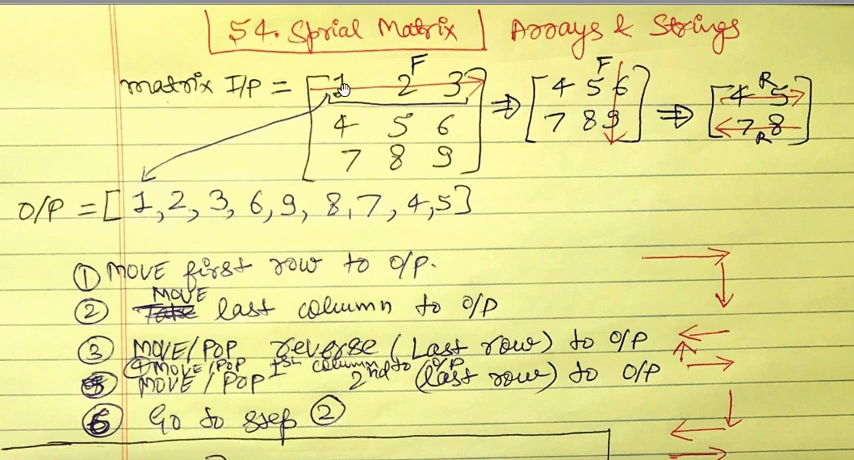 54. Sprial Matrix Arrays & Strings
matrix I/P = [1 2 3 F ⇒ [4 5 6 F ⇒ [4 5 R
4 5 6 7 8 9] 7 8 R]
7 8 9]
O/P = [1, 2, 3, 6, 9, 8, 7, 4, 5]
① MOVE first row to O/P.
② MOVE last column to O/P
③ MOVE/POP reverse (Last row) to O/P
④ MOVE/POP 1st column to O/P
⑤ MOVE/POP 2nd (last row) to O/P
⑥ Go to step ②